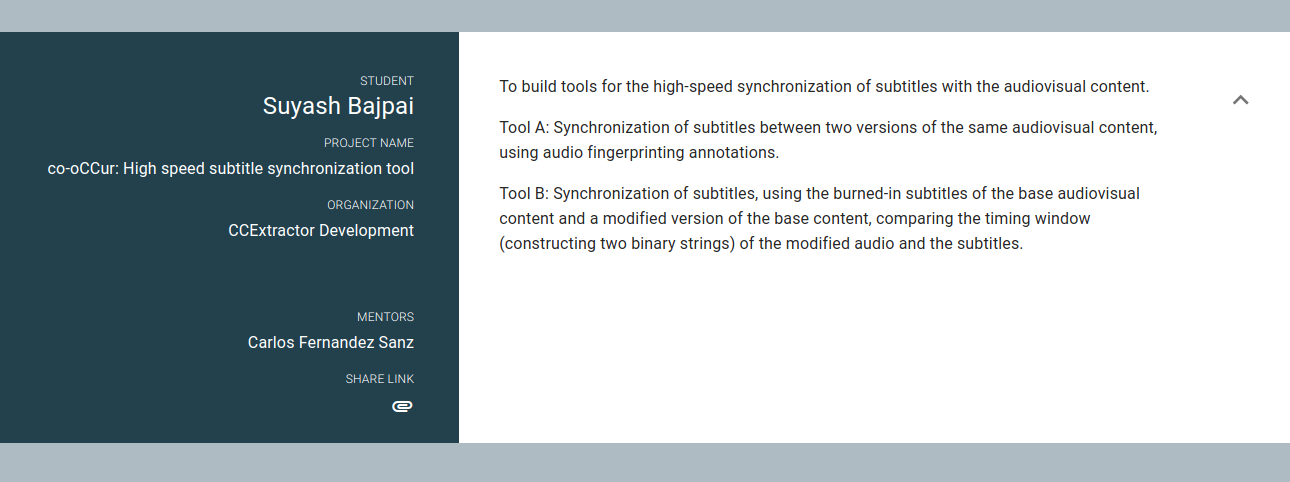 STUDENT
Suyash Bajpai
PROJECT NAME
co-oCCur: High speed subtitle synchronization tool
ORGANIZATION
CCExtractor Development
MENTORS
Carlos Fernandez Sanz
SHARE LINK
To build tools for the high-speed synchronization of subtitles with the audiovisual content.
Tool A: Synchronization of subtitles between two versions of the same audiovisual content,
using audio fingerprinting annotations.
Tool B: Synchronization of subtitles, using the burned-in subtitles of the base audiovisual
content and a modified version of the base content, comparing the timing window
(constructing two binary strings) of the modified audio and the subtitles.